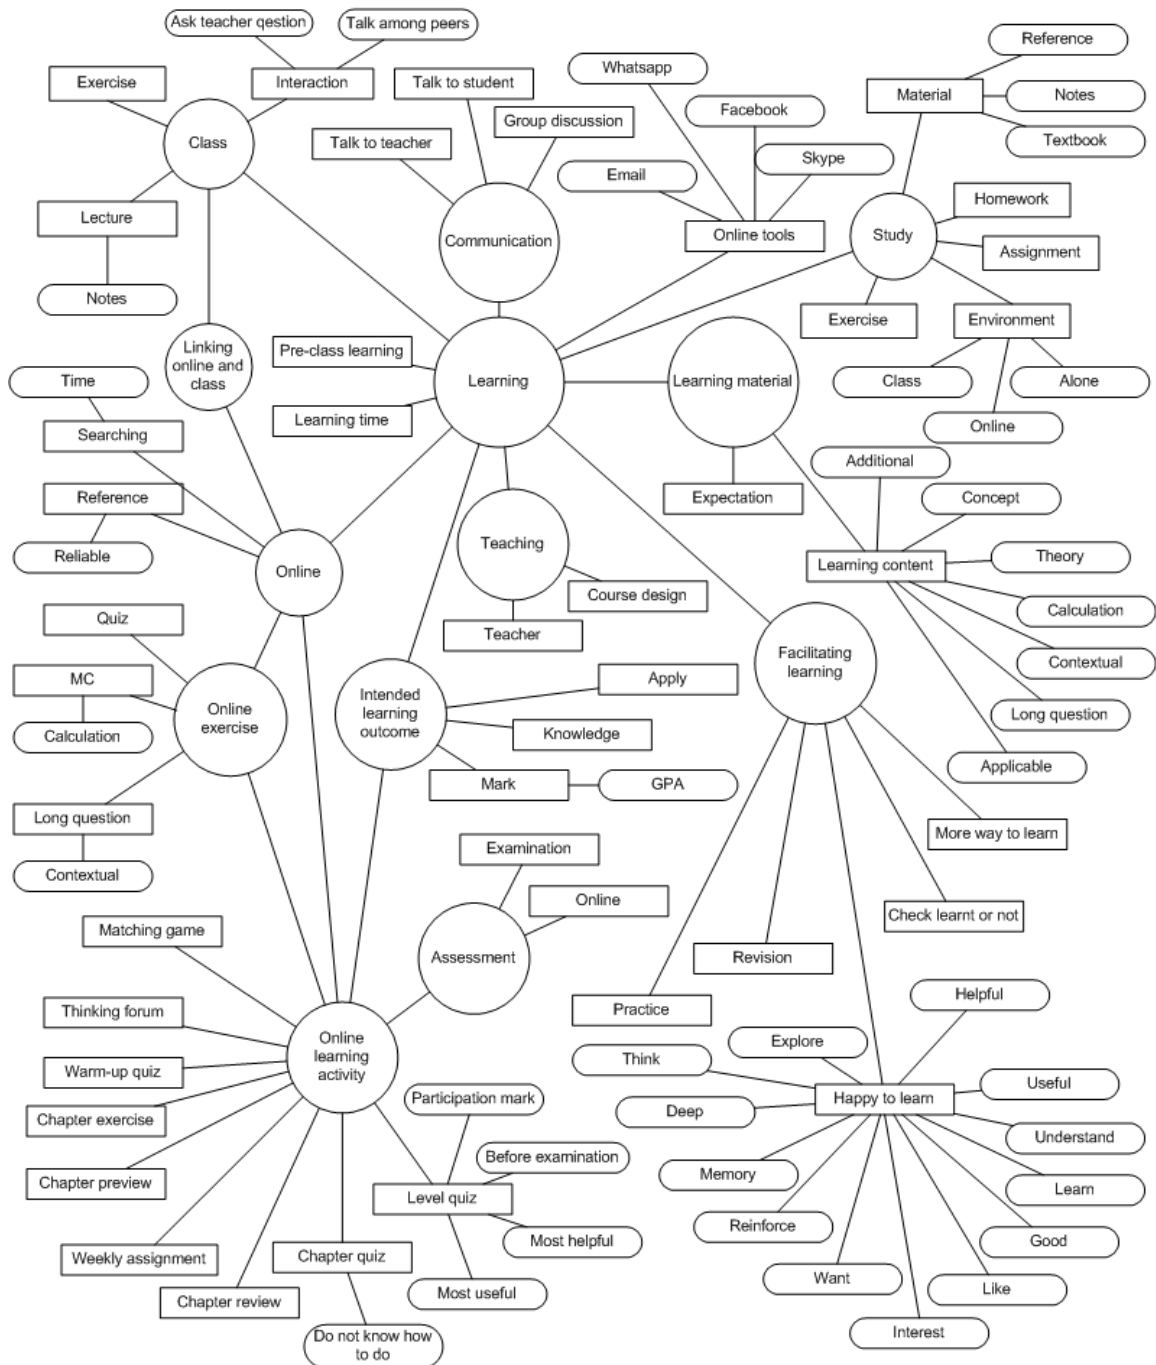 Ask teacher qestion
Talk among peers
Reference
Exercise
Interaction
Talk to student
Whatsapp
Material
Notes
Facebook
Group discussion
Textbook
Class
Talk to teacher
Skype
Email
Homework
Lecture
Communication
Online tools
Study
Assignment
Notes
Exercise
Environment
Linking
online and
class
Pre-class learning
Time
Learning
Learning material
Class
Alone
Learning time
Online
Searching
Additional
Reference
Expectation
Concept
Teaching
Reliable
Online
Learning content
Theory
Course design
Calculation
Quiz
Teacher
Facilitating
learning
Contextual
MC
Online
exercise
Intended
learning
outcome
Apply
Long question
Knowledge
Calculation
Applicable
Mark
GPA
Long question
More way to learn
Examination
Contextual
Online
Check learnt or not
Matching game
Assessment
Revision
Helpful
Thinking forum
Practice
Online
learning
activity
Explore
Think
Warm-up quiz
Useful
Participation mark
Happy to learn
Deep
Chapter exercise
Understand
Before examination
Memory
Chapter preview
Level quiz
Learn
Reinforce
Most helpful
Good
Weekly assignment
Chapter quiz
Want
Like
Most useful
Chapter review
Interest
Do not know how
to do